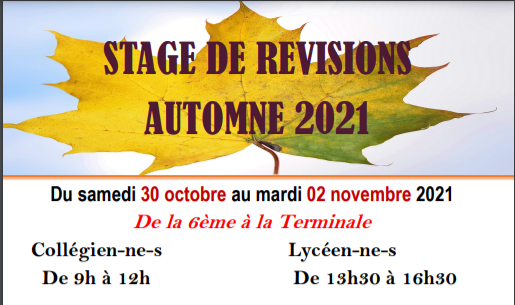 STAGE DE REVISIONS
AUTOMNE 2021
Du samedi 30 octobre au mardi 02 novembre 2021
De la 6ème à la Terminale
Collégien-ne-s Lycéen-ne-s
De 9h à 12h De 13h30 à 16h30